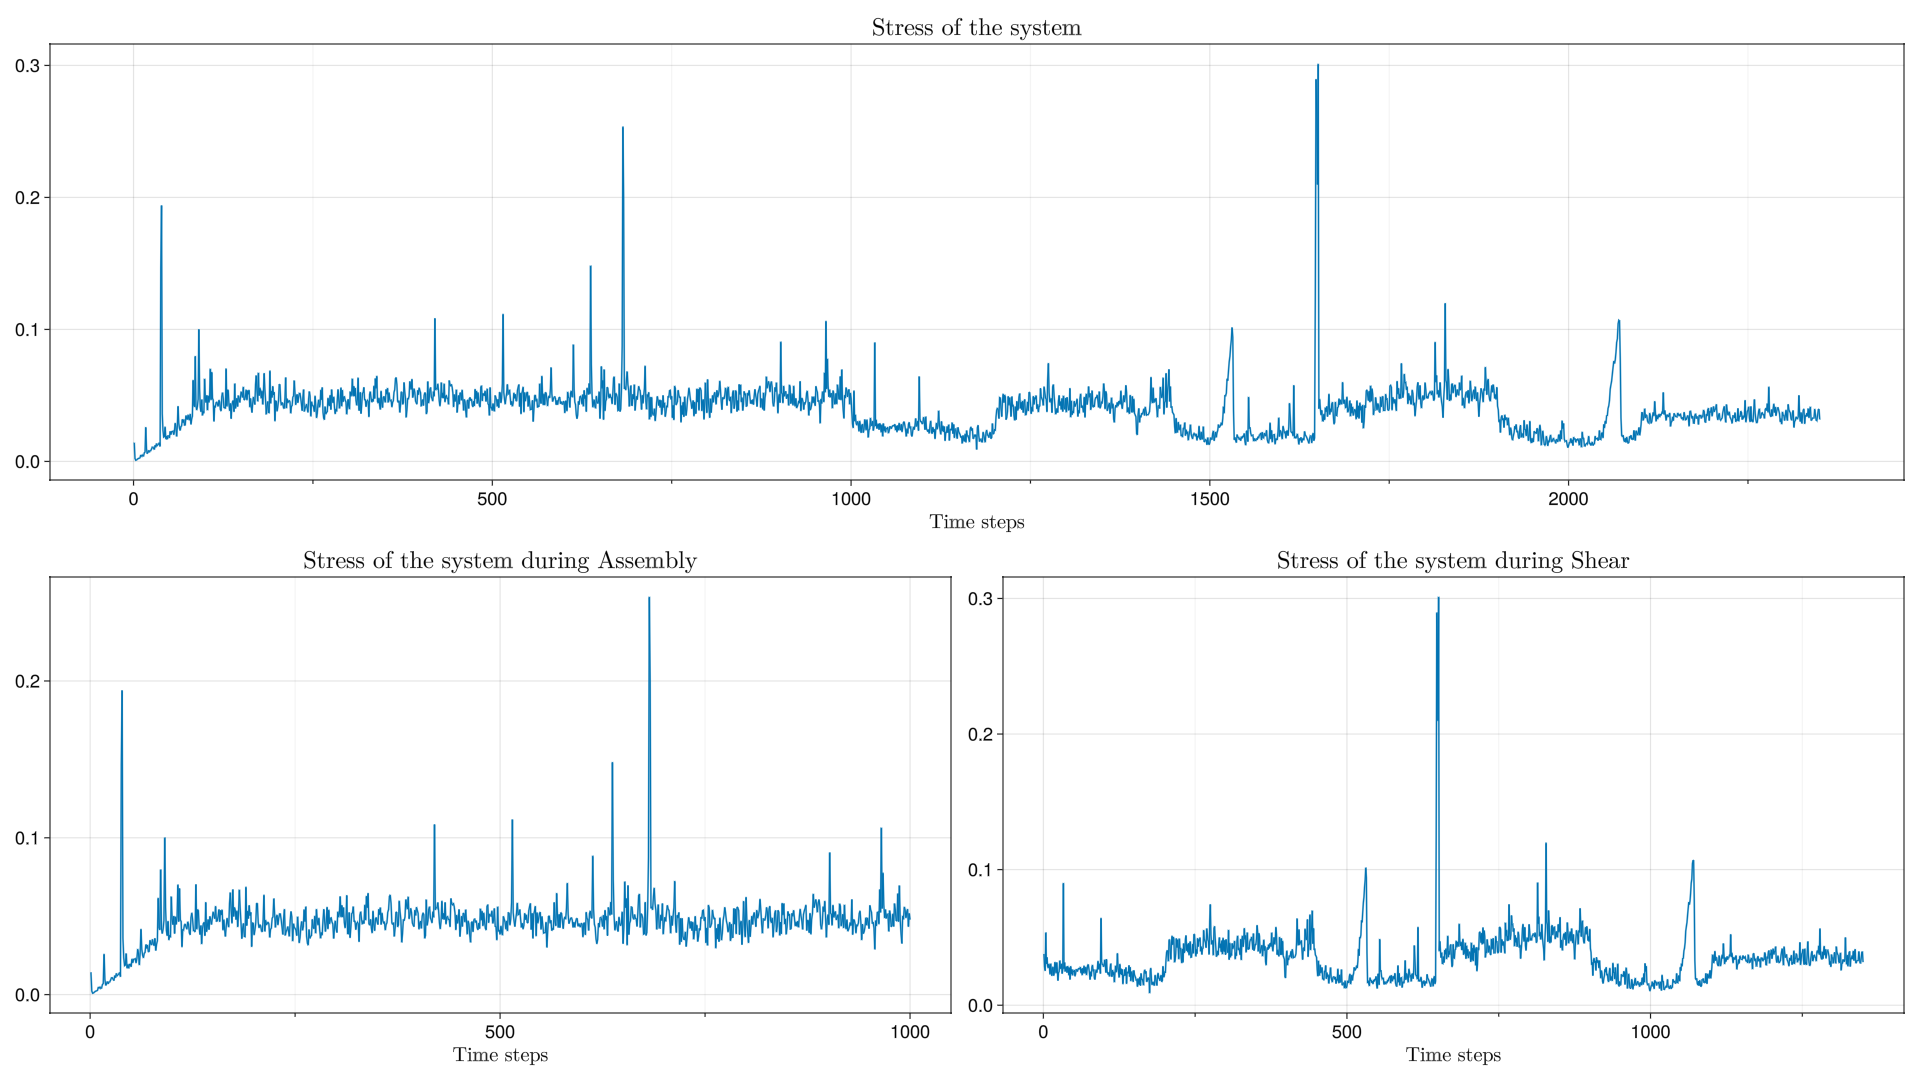 Stress of the system
0.3
0.2
0.1
0.0
0 500 1000 1500 2000
Time steps
Stress of the system during Assembly
0.2
0.1
0.0
0 500 1000
Time steps
Stress of the system during Shear
0.3
0.2
0.1
0.0
0 500 1000
Time steps